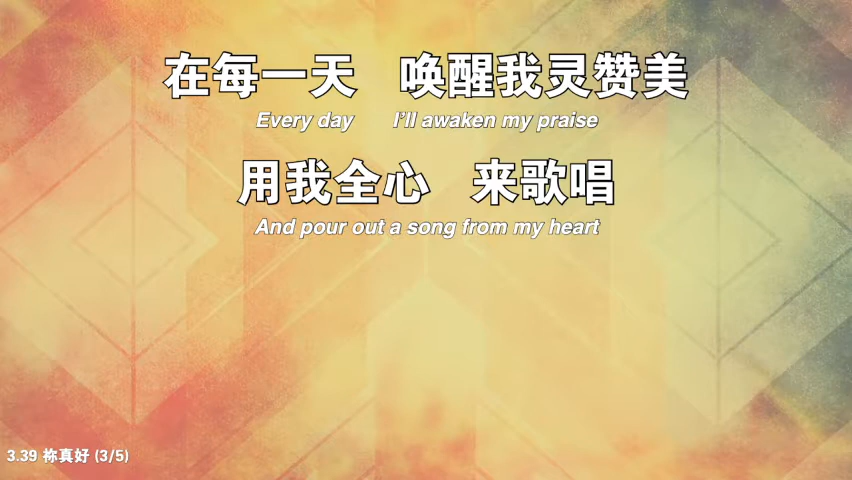 在每一天 唤醒我灵赞美
Every day I'll awaken my praise
用我全心 来歌唱
And pour out a song from my heart
3.39 祢真好 (3/5)